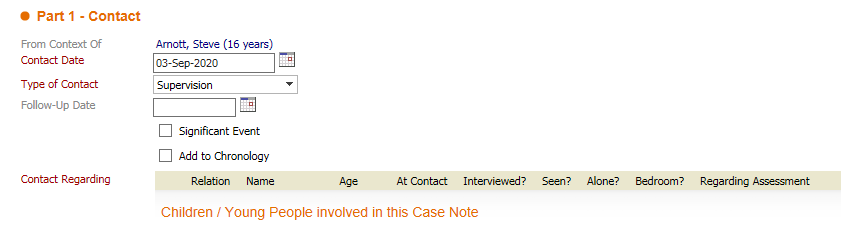 Part 1 - Contact
From Context Of Arnott, Steve (16 years)
Contact Date 03-Sep-2020
Type of Contact Supervision
Follow-Up Date
Significant Event
Add to Chronology
Contact Regarding Relation Name Age At Contact Interviewed? Seen? Alone? Bedroom? Regarding Assessment
Children / Young People involved in this Case Note